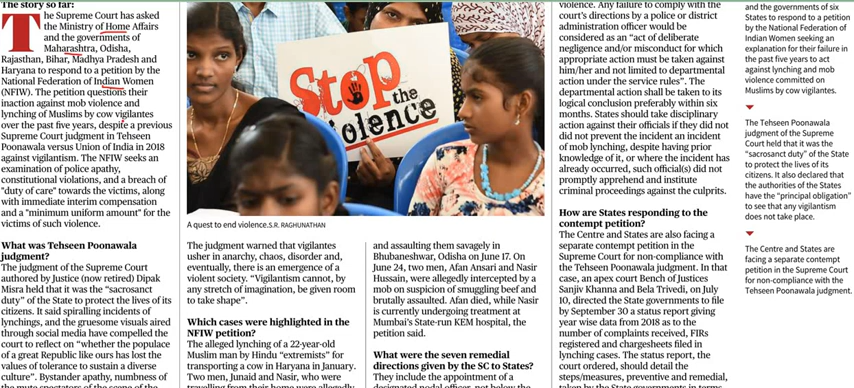 The story so far:
The Supreme Court has asked
the Ministry of Home Affairs
and the governments of
Maharashtra, Odisha,
Rajasthan, Bihar, Madhya Pradesh and
Haryana to respond to a petition by the
National Federation of Indian Women
(NFIW). The petition questions their
inaction against mob violence and
lynching of Muslims by cow vigilantes
over the past five years, despite a previous
Supreme Court judgment in Tehseen
Poonawala versus Union of India in 2018
against vigilantism. The NFIW seeks an
examination of police apathy,
constitutional violations, and a breach of
"duty of care" towards the victims, along
with immediate interim compensation
and a "minimum uniform amount" for the
victims of such violence.
What was Tehseen Poonawala
judgment?
The judgment of the Supreme Court
authored by Justice (now retired) Dipak
Misra held that it was the “sacrosanct
duty” of the State to protect the lives of its
citizens. It said spiralling incidents of
lynchings, and the gruesome visuals aired
through social media have compelled the
court to reflect on “whether the populace
of a great Republic like ours has lost the
values of tolerance to sustain a diverse
culture”. Bystander apathy, numbness of
the mute spectators of the scene of the
Stop
the
iolence
A quest to end violence.S.R. RAGHUNATHAN
The judgment warned that vigilantes
usher in anarchy, chaos, disorder and,
eventually, there is an emergence of a
violent society. “Vigilantism cannot, by
any stretch of imagination, be given room
to take shape”.
Which cases were highlighted in the
NFIW petition?
The alleged lynching of a 22-year-old
Muslim man by Hindu “extremists” for
transporting a cow in Haryana in January.
Two men, Junaid and Nasir, who were
travelling from their home were allegedly
and assaulting them savagely in
Bhubaneshwar, Odisha on June 17. On
June 24, two men, Afan Ansari and Nasir
Hussain, were allegedly intercepted by a
mob on suspicion of smuggling beef and
brutally assaulted. Afan died, while Nasir
is currently undergoing treatment at
Mumbai’s State-run KEM hospital, the
petition said.
What were the seven remedial
directions given by the SC to States?
They include the appointment of a
designated nodal officer, not below the
violence. Any failure to comply with the
court’s directions by a police or district
administration officer would be
considered as an “act of deliberate
negligence and/or misconduct for which
appropriate action must be taken against
him/her and not limited to departmental
action under the service rules”. The
departmental action shall be taken to its
logical conclusion preferably within six
months. States should take disciplinary
action against their officials if they did not
did not prevent the incident an incident
of mob lynching, despite having prior
knowledge of it, or where the incident has
already occurred, such official(s) did not
promptly apprehend and institute
criminal proceedings against the culprits.
How are States responding to the
contempt petition?
The Centre and States are also facing a
separate contempt petition in the
Supreme Court for non-compliance with
the Tehseen Poonawala judgment. In that
case, an apex court Bench of Justices
Sanjiv Khanna and Bela Trivedi, on July
10, directed the State governments to file
by September 30 a status report giving
year wise data from 2018 as to the
number of complaints received, FIRs
registered and chargesheets filed in
lynching cases. The status report, the
court ordered, should detail the
steps/measures, preventive and remedial,
taken by the State governments in terms
and the governments of six
States to respond to a petition
by the National Federation of
Indian Women seeking an
explanation for their failure in
the past five years to act
against lynching and mob
violence committed on
Muslims by cow vigilantes.
The Tehseen Poonawala
judgment of the Supreme
Court held that it was the
“sacrosanct duty” of the State
to protect the lives of its
citizens. It also declared that
the authorities of the States
have the “principal obligation”
to see that any vigilantism
does not take place.
The Centre and States are
facing a separate contempt
petition in the Supreme Court
for non-compliance with the
Tehseen Poonawala judgment.